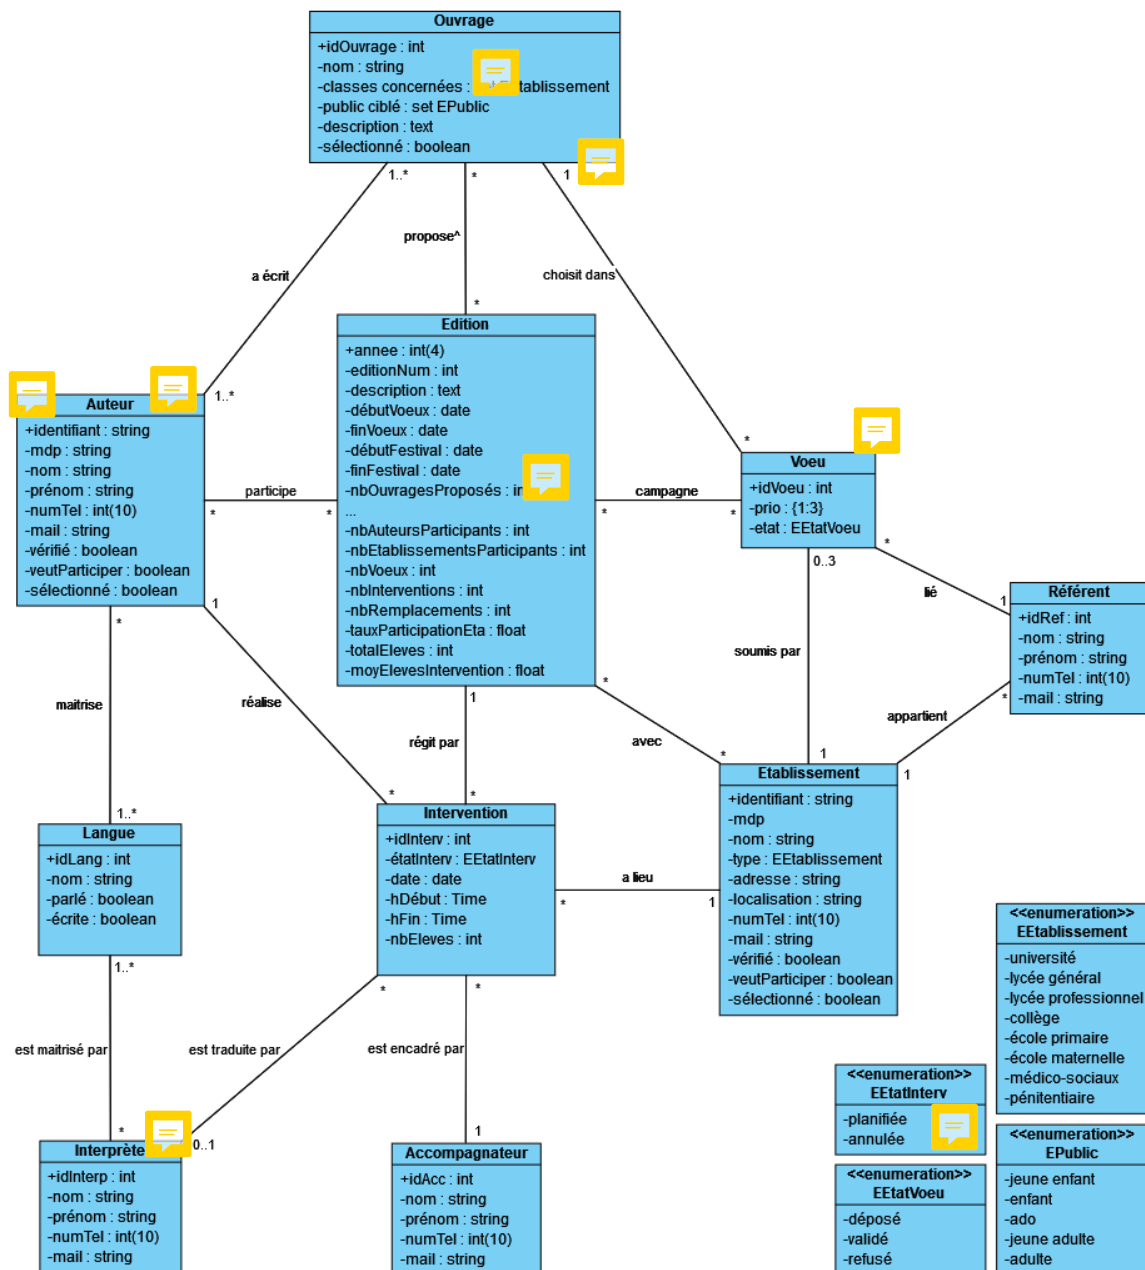 Ouvrage
+idOuvrage : int
-nom : string
-classes concernées : tablissement
-public ciblé : set EPublic
-description : text
-sélectionné : boolean
1..*
*
1
propose^
a écrit
choisit dans
*
Edition
+annee : int(4)
-editionNum : int
-description : text
-débutVoeux : date
-finVoeux : date
-débutFestival : date
-finFestival : date
-nbOuvragesProposés : in
...
-nbAuteursParticipants : int
-nbEtablissementsParticipants : int
-nbVoeux : int
-nbInterventions : int
-nbRemplacements : int
-tauxParticipationEta : float
-totalEleves : int
-moyElevesIntervention : float
1..*
Auteur
+identifiant : string
-mdp : string
-nom : string
-prénom : string
-numTel : int(10)
-mail : string
-vérifié : boolean
-veutParticiper : boolean
-sélectionné : boolean
participe
*
*
campagne
*
*
*
Voeu
+idVoeu : int
-prio : {1:3}
-etat : EEtatVoeu
0..3
*
lié
1
Référent
+idRef : int
-nom : string
-prénom : string
-numTel : int(10)
-mail : string
*
soumis par
appartient
1
1
*
1
maitrise
réalise
1
régit par
*
avec
*
*
*
1..*
Langue
+idLang : int
-nom : string
-parlé : boolean
-écrite : boolean
1..*
Intervention
+idInterv : int
-étatInterv : EEtatInterv
-date : date
-hDébut : Time
-hFin : Time
-nbEleves : int
a lieu
*
1
Etablissement
+identifiant : string
-mdp
-nom : string
-type : EEtablissement
-adresse : string
-localisation : string
-numTel : int(10)
-mail : string
-vérifié : boolean
-veutParticiper : boolean
-sélectionné : boolean
<<enumeration>>
EEtablissement
-université
-lycée général
-lycée professionnel
-collège
-école primaire
-école maternelle
-médico-sociaux
-pénitentiaire
*
*
est maitrisé par
est traduite par
est encadré par
*
0..1
1
Interprète
+idInterp : int
-nom : string
-prénom : string
-numTel : int(10)
-mail : string
Accompagnateur
+idAcc : int
-nom : string
-prénom : string
-numTel : int(10)
-mail : string
<<enumeration>>
EEtatInterv
-planifiée
-annulée
<<enumeration>>
EEtatVoeu
-déposé
-validé
-refusé
<<enumeration>>
EPublic
-jeune enfant
-enfant
-ado
-jeune adulte
-adulte